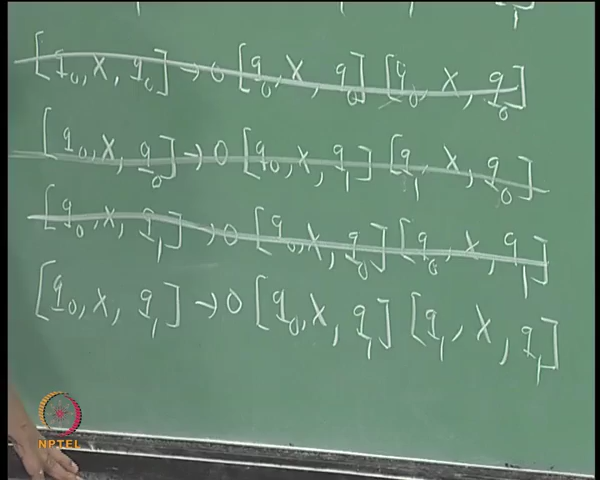 [q₀, X, q₀] → 0 [q₀, X, q₀] [q₀, X, q₀]
[q₀, X, q₀] → 0 [q₀, X, q₁] [q₁, X, q₀]
[q₀, X, q₁] → 0 [q₀, X, q₀] [q₀, X, q₁]
[q₀, X, q₁] → 0 [q₀, X, q₁] [q₁, X, q₁]
NPTEL